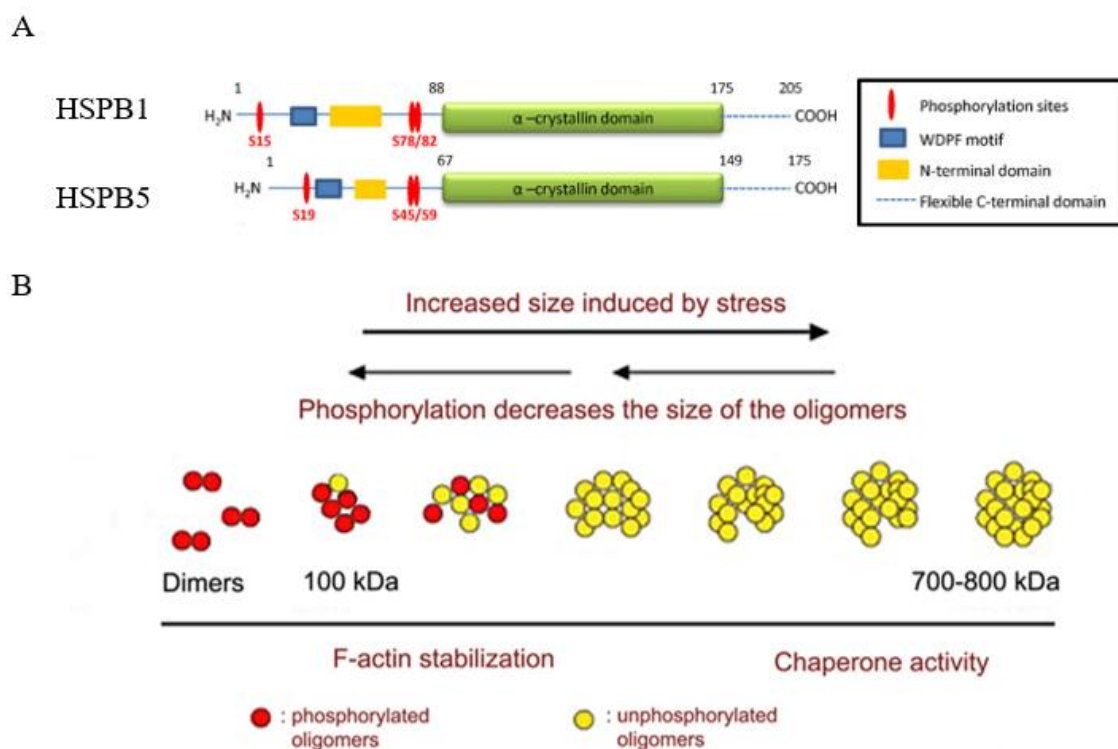 A
HSPB1
1
88
175
205
H₂N
α –crystallin domain
COOH
S15
S78/82
HSPB5
1
67
149
175
H₂N
α –crystallin domain
COOH
S19
S45/59
Phosphorylation sites
WDPF motif
N-terminal domain
Flexible C-terminal domain
B
Increased size induced by stress
Phosphorylation decreases the size of the oligomers
Dimers
100 kDa
700-800 kDa
F-actin stabilization
Chaperone activity
: phosphorylated
oligomers
: unphosphorylated
oligomers